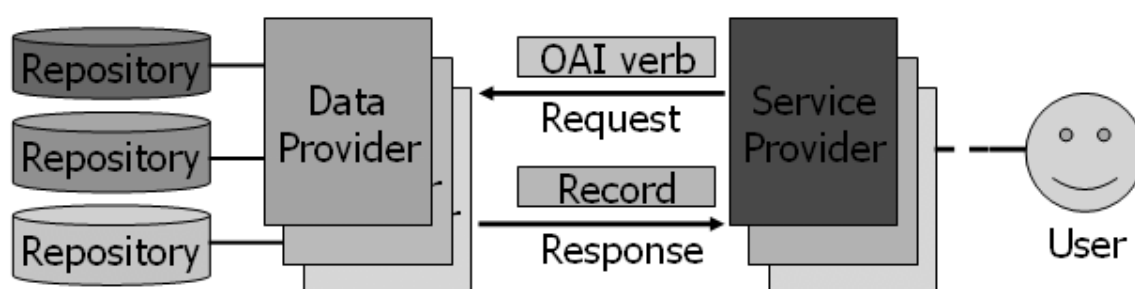 Repository
Repository
Repository
Data
Provider
OAI verb
Request
Record
Response
Service
Provider
User